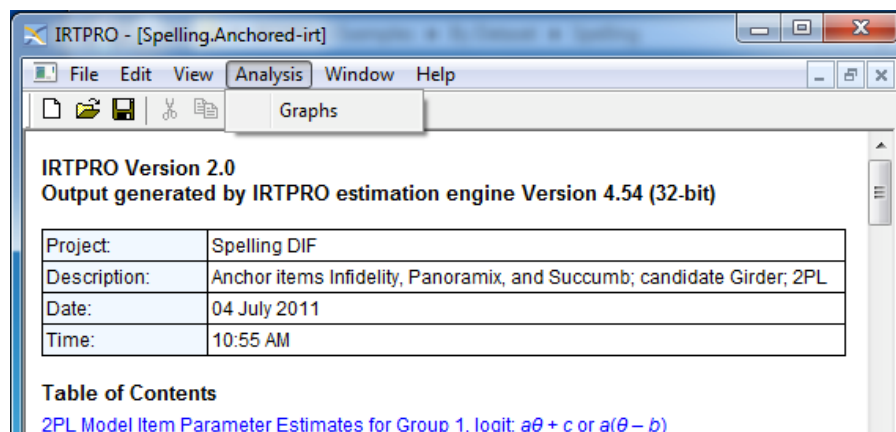 IRTPRO - [Spelling.Anchored-irt]
File Edit View Analysis Window Help
Graphs
IRTPRO Version 2.0
Output generated by IRTPRO estimation engine Version 4.54 (32-bit)
Project: Spelling DIF
Description: Anchor items Infidelity, Panoramix, and Succumb; candidate Girder; 2PL
Date: 04 July 2011
Time: 10:55 AM
Table of Contents
2PL Model Item Parameter Estimates for Group 1, logit: aθ + c or a(θ – b)